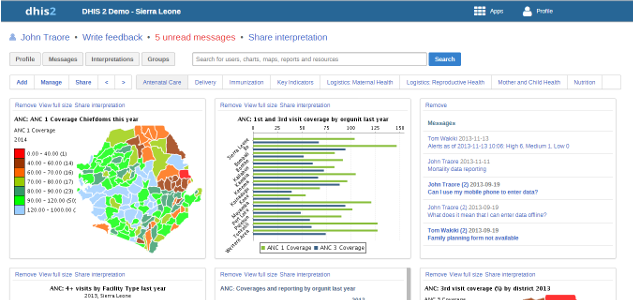 dhis2 DHIS 2 Demo - Sierra Leone Apps Profile
John Traore • Write feedback • 5 unread messages • Share interpretation
Profile Messages Interpretations Groups Search for users, charts, maps, reports and resources Search
Add Manage Share < > Antenatal Care Delivery Immunization Key Indicators Logistics: Maternal Health Logistics: Reproductive Health Mother and Child Health Nutrition
Remove View full size Share interpretation
ANC: ANC 1 Coverage Chiefdoms this year
ANC 1 Coverage
2014
0.00 - 40.00 (1)
40.00 - 60.00 (14)
60.00 - 70.00 (16)
70.00 - 80.00 (17)
80.00 - 90.00 (23)
90.00 - 120.00 (50)
120.00 - 1000.00 (
Remove View full size Share interpretation
ANC: 1st and 3rd visit coverage by orgunit last year
0 25 50 75 100 125 150
ANC 1 Coverage ANC 3 Coverage
Remove
Messages
Tom Wakiki 2013-11-13
Alerts as of 2013-11-13 10:06: High 6, Medium 1, Low 0
John Traore 2013-11-11
Mortality data reporting
John Traore (2) 2013-09-19
Can I use my mobile phone to enter data?
John Traore (2) 2013-09-19
What does it mean that I can enter data offline?
Tom Wakiki (2) 2013-09-19
Family planning form not available
Remove View full size Share interpretation
ANC: 4+ visits by Facility Type last year
2013, Sierra Leone
Remove View full size Share interpretation
ANC: Coverages and reporting by orgunit last year
2013
Remove View full size Share interpretation
ANC: 3rd visit coverage (%) by district 2013